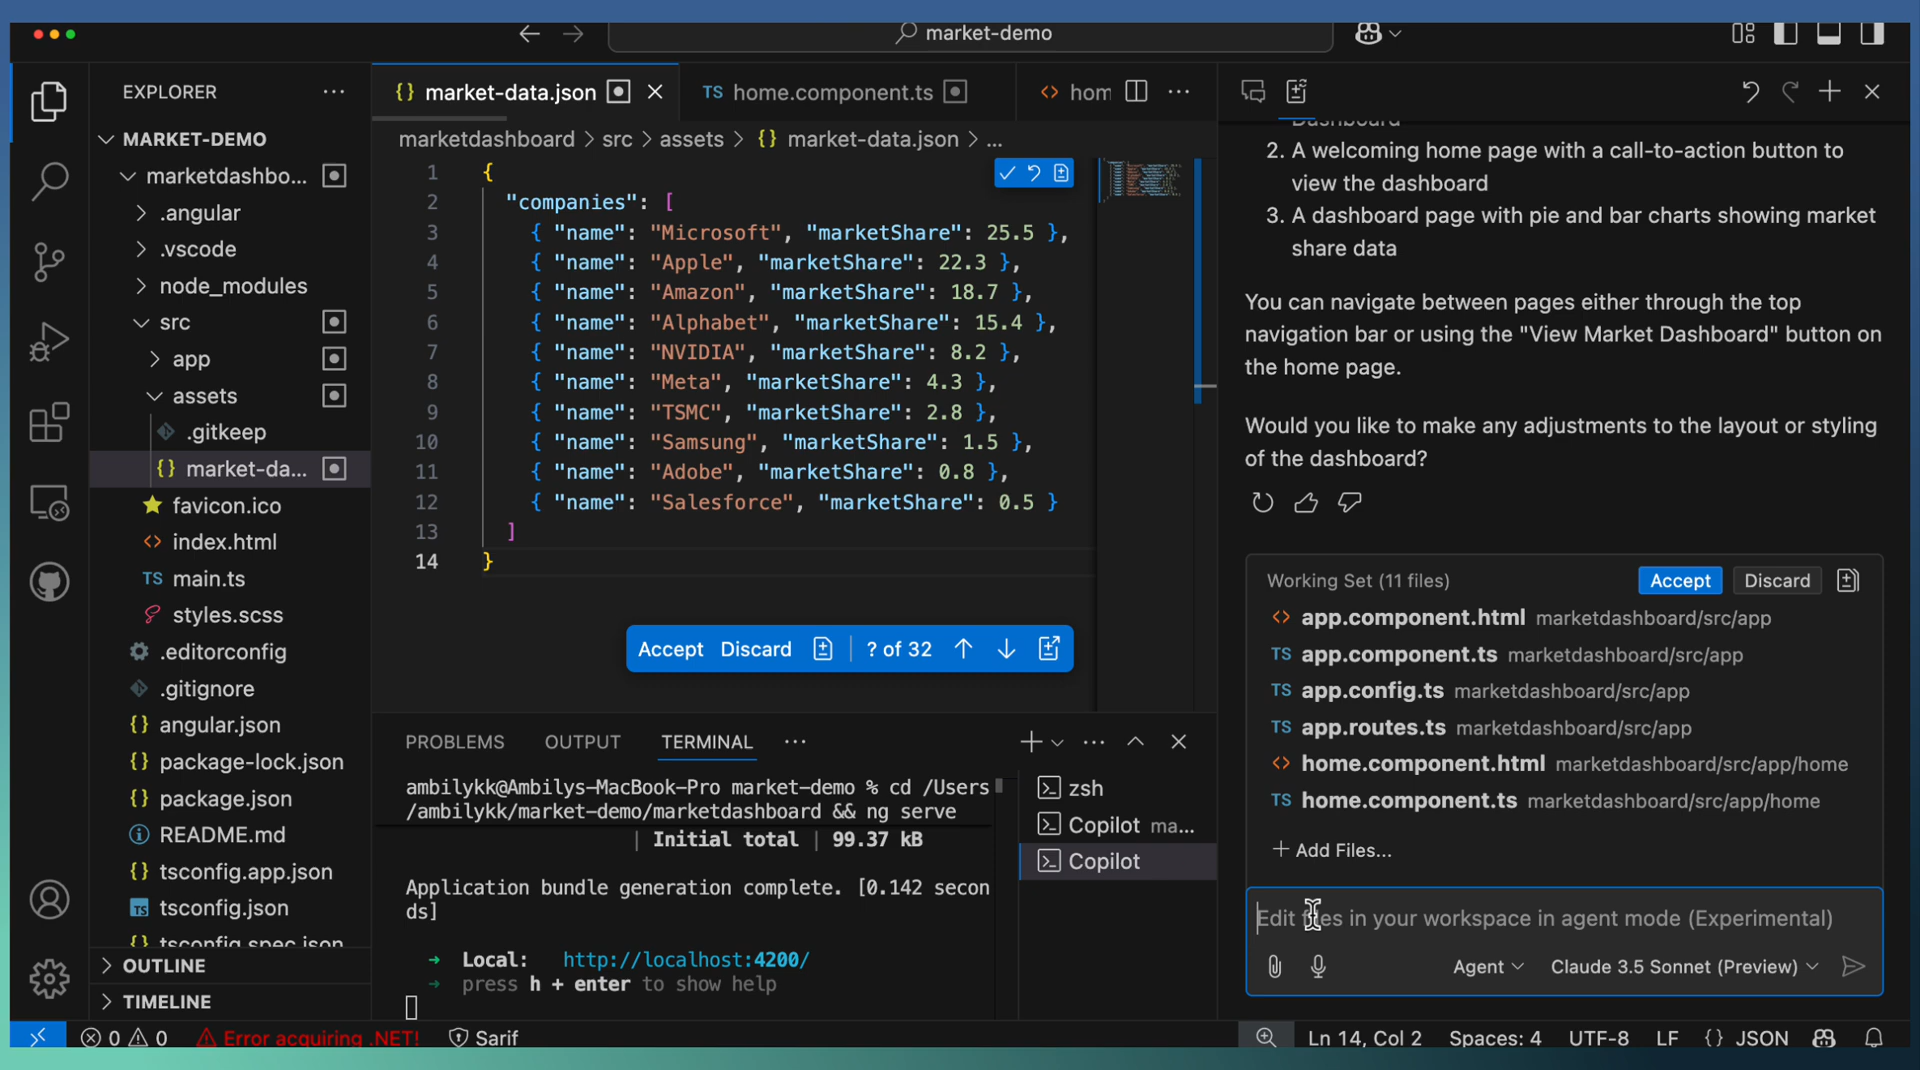 market-demo
EXPLORER
MARKET-DEMO
marketdashbo...
.angular
.vscode
node_modules
src
app
assets
.gitkeep
{} market-da...
favicon.ico
<> index.html
TS main.ts
styles.scss
.editorconfig
.gitignore
{} angular.json
{} package-lock.json
{} package.json
README.md
{} tsconfig.app.json
TS tsconfig.json
{} tsconfig.spec.json
OUTLINE
TIMELINE
{} market-data.json
TS home.component.ts
<> hom
marketdashboard > src > assets > {} market-data.json > ...
1 {
2 "companies": [
3 { "name": "Microsoft", "marketShare": 25.5 },
4 { "name": "Apple", "marketShare": 22.3 },
5 { "name": "Amazon", "marketShare": 18.7 },
6 { "name": "Alphabet", "marketShare": 15.4 },
7 { "name": "NVIDIA", "marketShare": 8.2 },
8 { "name": "Meta", "marketShare": 4.3 },
9 { "name": "TSMC", "marketShare": 2.8 },
10 { "name": "Samsung", "marketShare": 1.5 },
11 { "name": "Adobe", "marketShare": 0.8 },
12 { "name": "Salesforce", "marketShare": 0.5 }
13 ]
14 }
Accept Discard ? of 32
PROBLEMS OUTPUT TERMINAL ...
ambilykk@Ambilys-MacBook-Pro market-demo % cd /Users
/ambilykk/market-demo/marketdashboard && ng serve
| Initial total | 99.37 kB
Application bundle generation complete. [0.142 secon
ds]
➜ Local: http://localhost:4200/
➜ press h + enter to show help
zsh
Copilot ma...
Copilot
Dashboard
2. A welcoming home page with a call-to-action button to
view the dashboard
3. A dashboard page with pie and bar charts showing market
share data
You can navigate between pages either through the top
navigation bar or using the "View Market Dashboard" button on
the home page.
Would you like to make any adjustments to the layout or styling
of the dashboard?
Working Set (11 files) Accept Discard
<> app.component.html marketdashboard/src/app
TS app.component.ts marketdashboard/src/app
TS app.config.ts marketdashboard/src/app
TS app.routes.ts marketdashboard/src/app
<> home.component.html marketdashboard/src/app/home
TS home.component.ts marketdashboard/src/app/home
+ Add Files...
Edit files in your workspace in agent mode (Experimental)
Agent Claude 3.5 Sonnet (Preview)
0 0 Error acquiring .NET! Sarif
Ln 14, Col 2 Spaces: 4 UTF-8 LF {} JSON